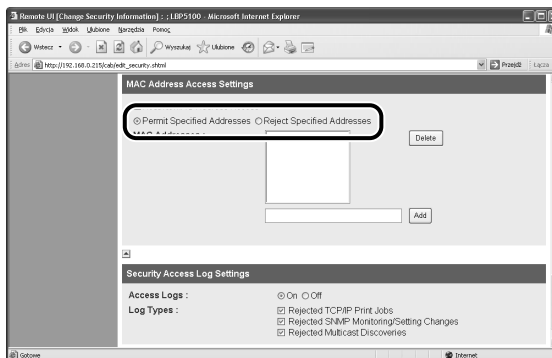 Remote UI [Change Security Information] : ; LBP5100 - Microsoft Internet Explorer
Plik Edycja Widok Ulubione Narzędzia Pomoc
Wstecz Wyszukaj Ulubione
Adres http://192.168.0.215/cab/edit_security.shtml Przejdź Łącza
MAC Address Access Settings
Permit Specified Addresses Reject Specified Addresses
MAC Addresses :
Delete
Add
Security Access Log Settings
Access Logs : On Off
Log Types : Rejected TCP/IP Print Jobs
Rejected SNMP Monitoring/Setting Changes
Rejected Multicast Discoveries
Gotowe Internet